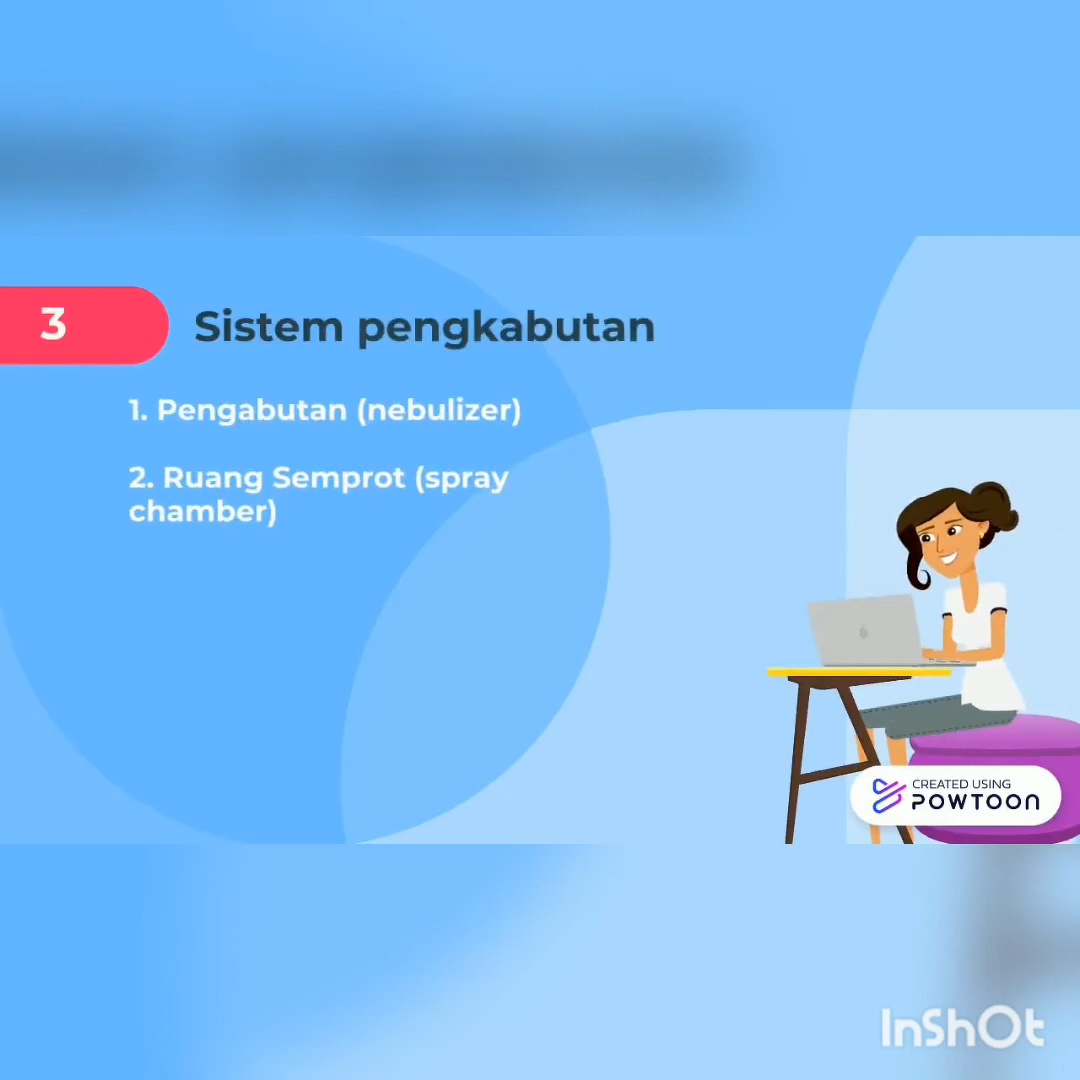 3
Sistem pengkabutan
1. Pengabutan (nebulizer)
2. Ruang Semprot (spray
chamber)
CREATED USING
POWTOON
InShOt